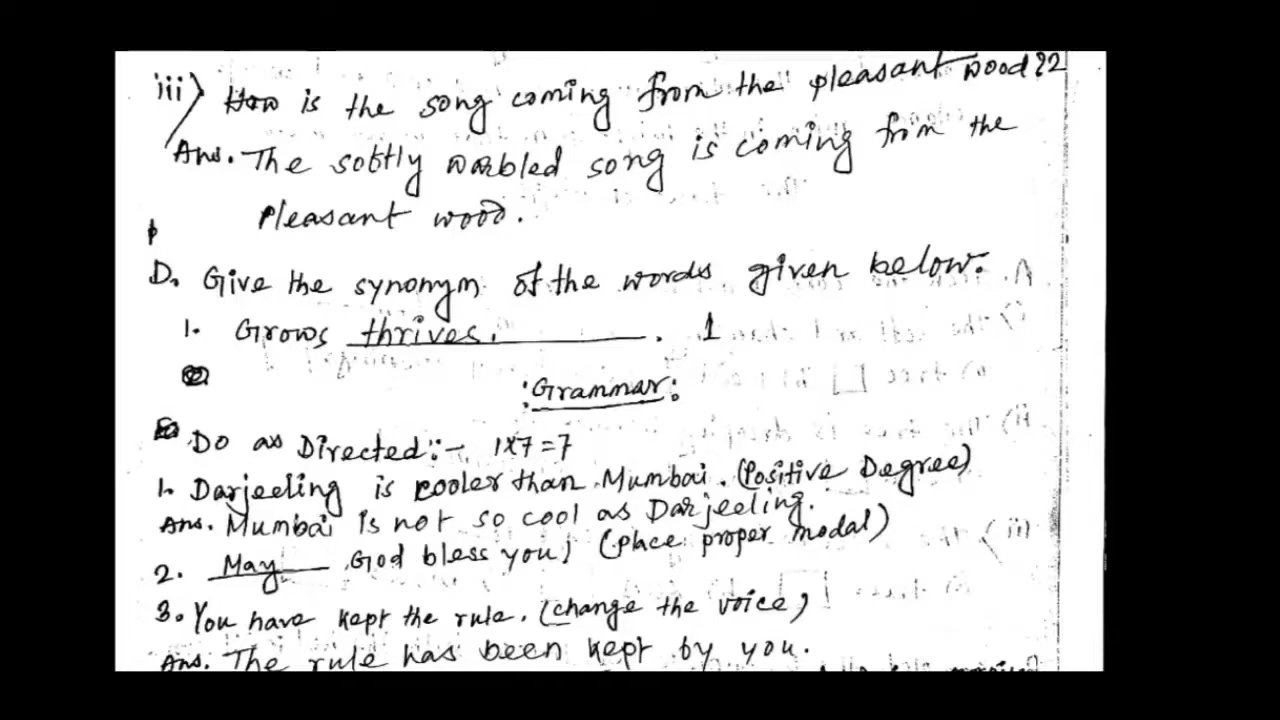 iii) How is the song coming from the pleasant wood? 2
Ans. The softly warbled song is coming from the
pleasant wood.
D. Give the synonym of the words given below.
1. Grows thrives. 1
:Grammar:
Do as Directed:- 1x7=7
1. Darjeeling is cooler than Mumbai. (Positive Degree)
Ans. Mumbai is not so cool as Darjeeling.
2. May God bless you! (place proper modal)
3. You have kept the rule. (change the voice)
Ans. The rule has been kept by you.